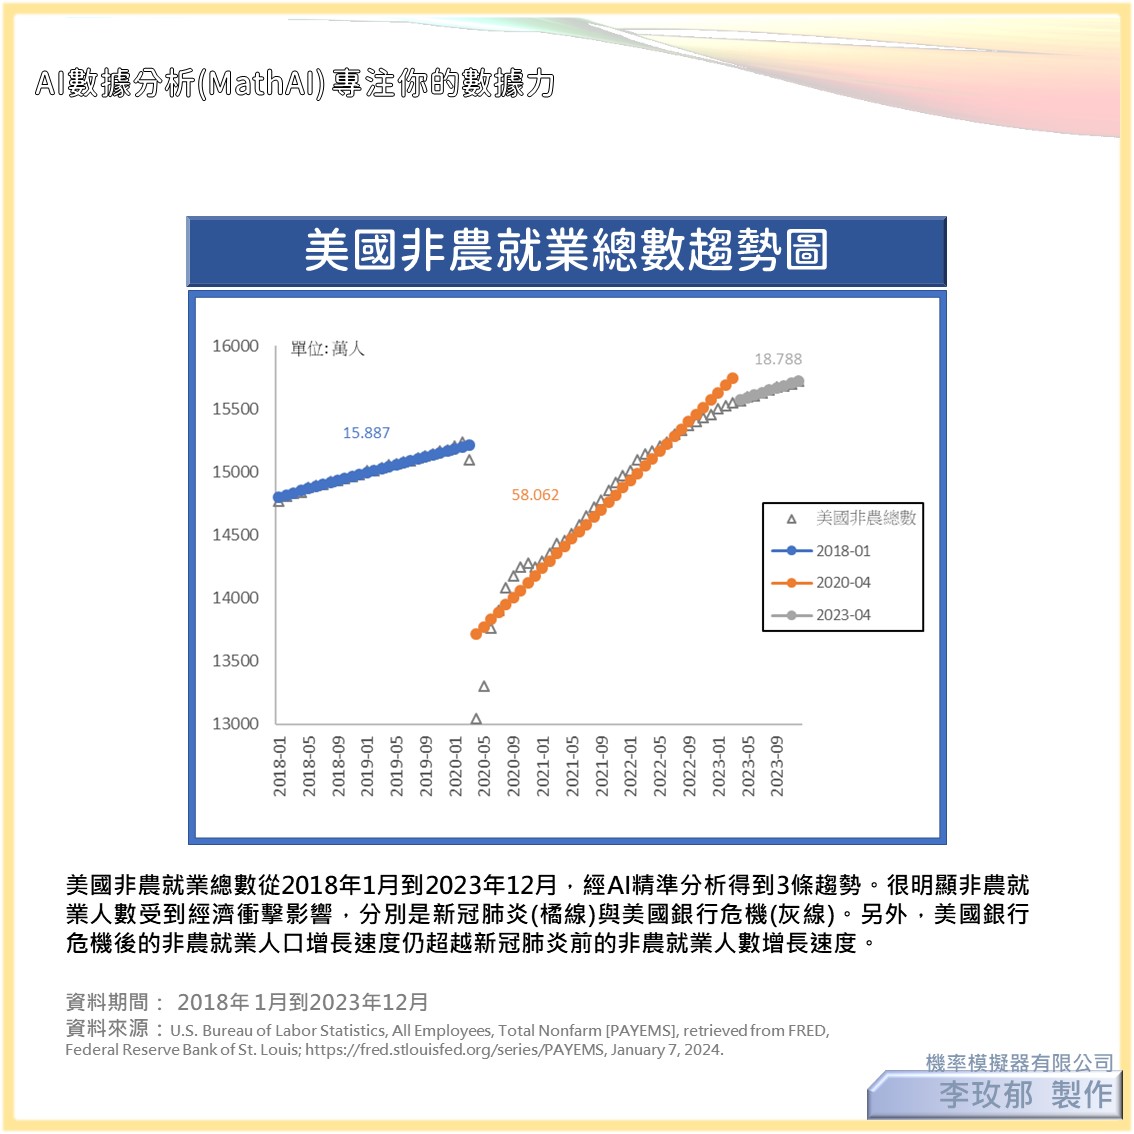 AI數據分析(MathAI) 專注你的數據力
美國非農就業總數趨勢圖
單位: 萬人
16000
15500
15000
14500
14000
13500
13000
15.887
58.062
18.788
美國非農總數
2018-01
2020-04
2023-04
2018-01
2018-05
2018-09
2019-01
2019-05
2019-09
2020-01
2020-05
2020-09
2021-01
2021-05
2021-09
2022-01
2022-05
2022-09
2023-01
2023-05
2023-09
美國非農就業總數從2018年1月到2023年12月，經AI精準分析得到3條趨勢。很明顯非農就
業人數受到經濟衝擊影響，分別是新冠肺炎(橘線)與美國銀行危機(灰線)。另外，美國銀行
危機後的非農就業人口增長速度仍超越新冠肺炎前的非農就業人數增長速度。
資料期間： 2018年 1月到2023年12月
資料來源：U.S. Bureau of Labor Statistics, All Employees, Total Nonfarm [PAYEMS], retrieved from FRED,
Federal Reserve Bank of St. Louis; https://fred.stlouisfed.org/series/PAYEMS, January 7, 2024.
機率模擬器有限公司
李玫郁 製作